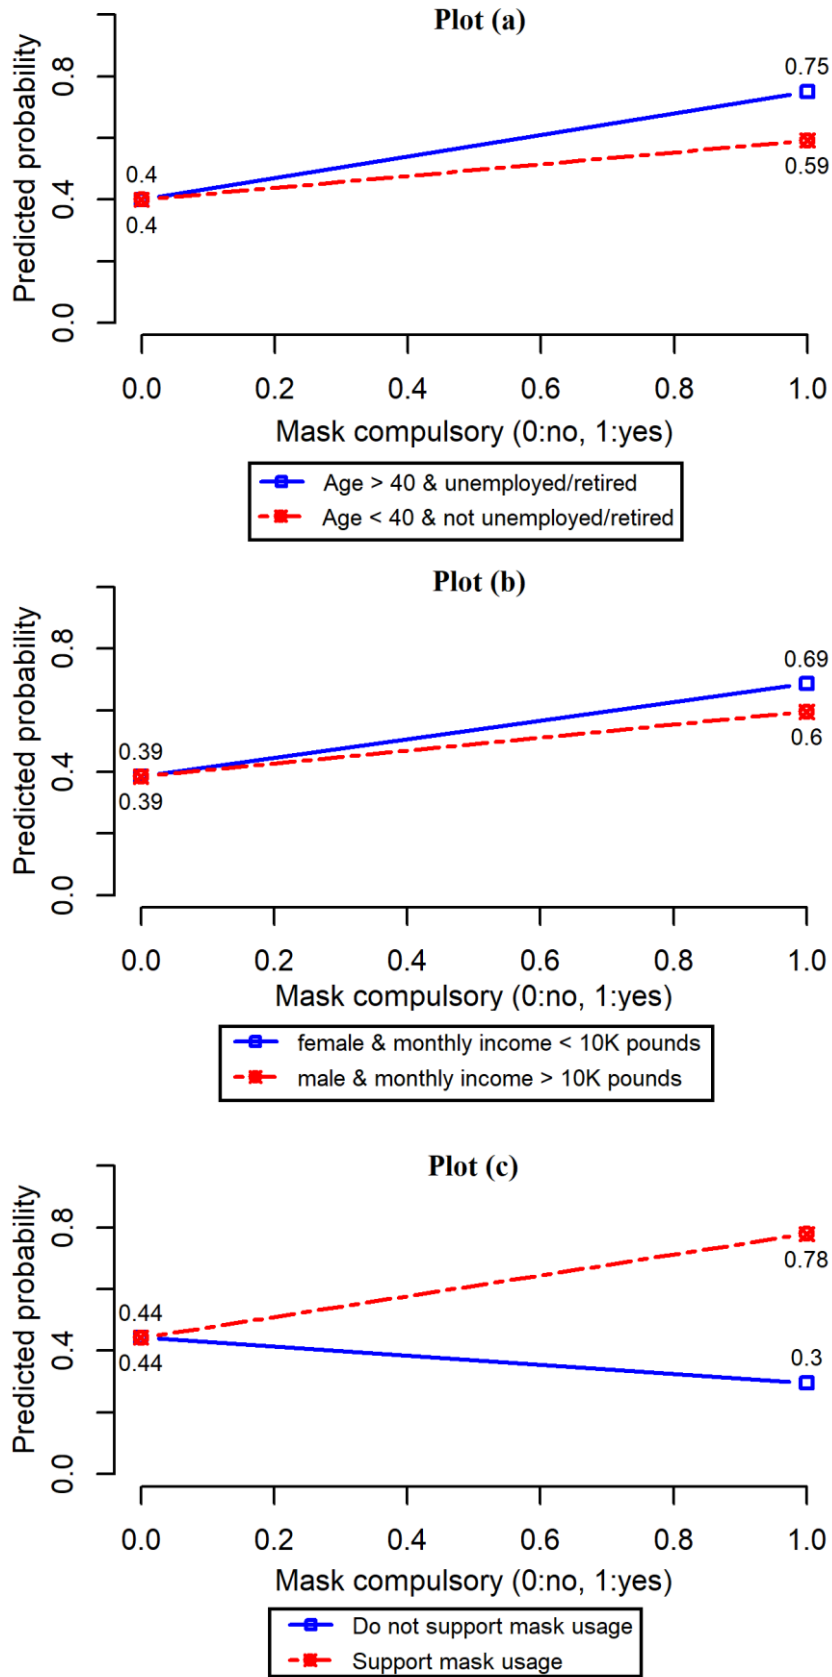 Plot (a)
Predicted probability
0.8
0.4
0.0
0.75
0.59
0.4
0.4
0.0 0.2 0.4 0.6 0.8 1.0
Mask compulsory (0:no, 1:yes)
Age > 40 & unemployed/retired
Age < 40 & not unemployed/retired
Plot (b)
Predicted probability
0.8
0.4
0.0
0.69
0.6
0.39
0.39
0.0 0.2 0.4 0.6 0.8 1.0
Mask compulsory (0:no, 1:yes)
female & monthly income < 10K pounds
male & monthly income > 10K pounds
Plot (c)
Predicted probability
0.8
0.4
0.0
0.78
0.3
0.44
0.44
0.0 0.2 0.4 0.6 0.8 1.0
Mask compulsory (0:no, 1:yes)
Do not support mask usage
Support mask usage